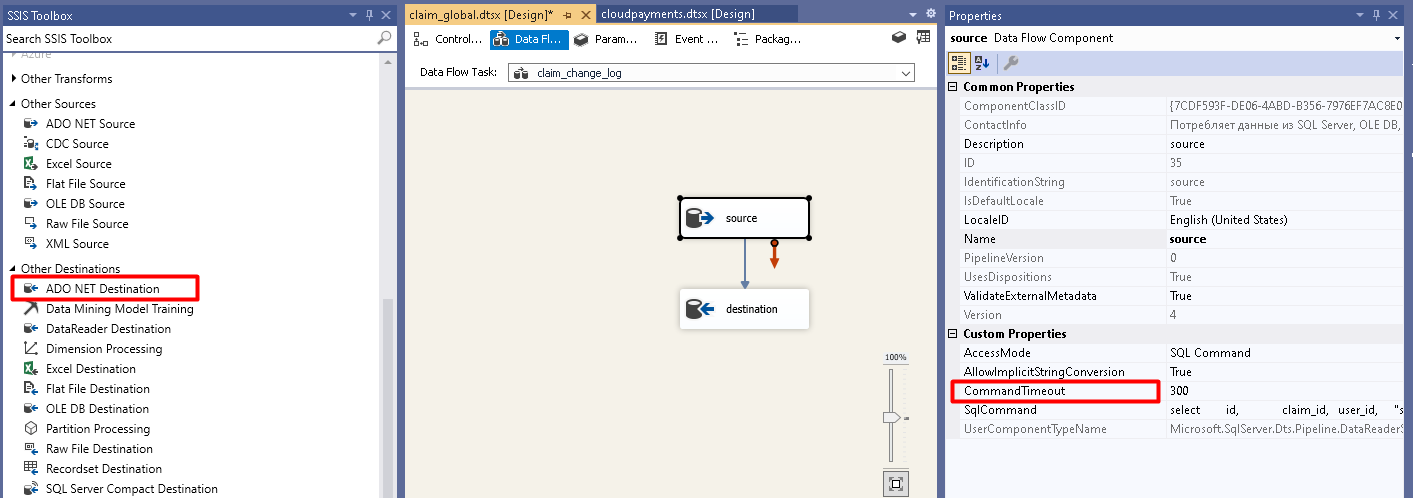 SSIS Toolbox
Search SSIS Toolbox
Azure
Other Transforms
Other Sources
ADO NET Source
CDC Source
Excel Source
Flat File Source
OLE DB Source
Raw File Source
XML Source
Other Destinations
ADO NET Destination
Data Mining Model Training
DataReader Destination
Dimension Processing
Excel Destination
Flat File Destination
OLE DB Destination
Partition Processing
Raw File Destination
Recordset Destination
SQL Server Compact Destination
claim_global.dtsx [Design]* cloudpayments.dtsx [Design]
Control... Data Fl... Param... Event ... Packag...
Data Flow Task: claim_change_log
source
destination
100%
Properties
source Data Flow Component
Common Properties
ComponentClassID {7CDF593F-DE06-4ABD-B356-7976EF7AC8E0
ContactInfo Потребляет данные из SQL Server, OLE DB,
Description source
ID 35
IdentificationString source
IsDefaultLocale True
LocaleID English (United States)
Name source
PipelineVersion 0
UsesDispositions True
ValidateExternalMetadata True
Version 4
Custom Properties
AccessMode SQL Command
AllowImplicitStringConversion True
CommandTimeout 300
SqlCommand select id, claim_id, user_id, "s
UserComponentTypeName Microsoft.SqlServer.Dts.Pipeline.DataReaderS